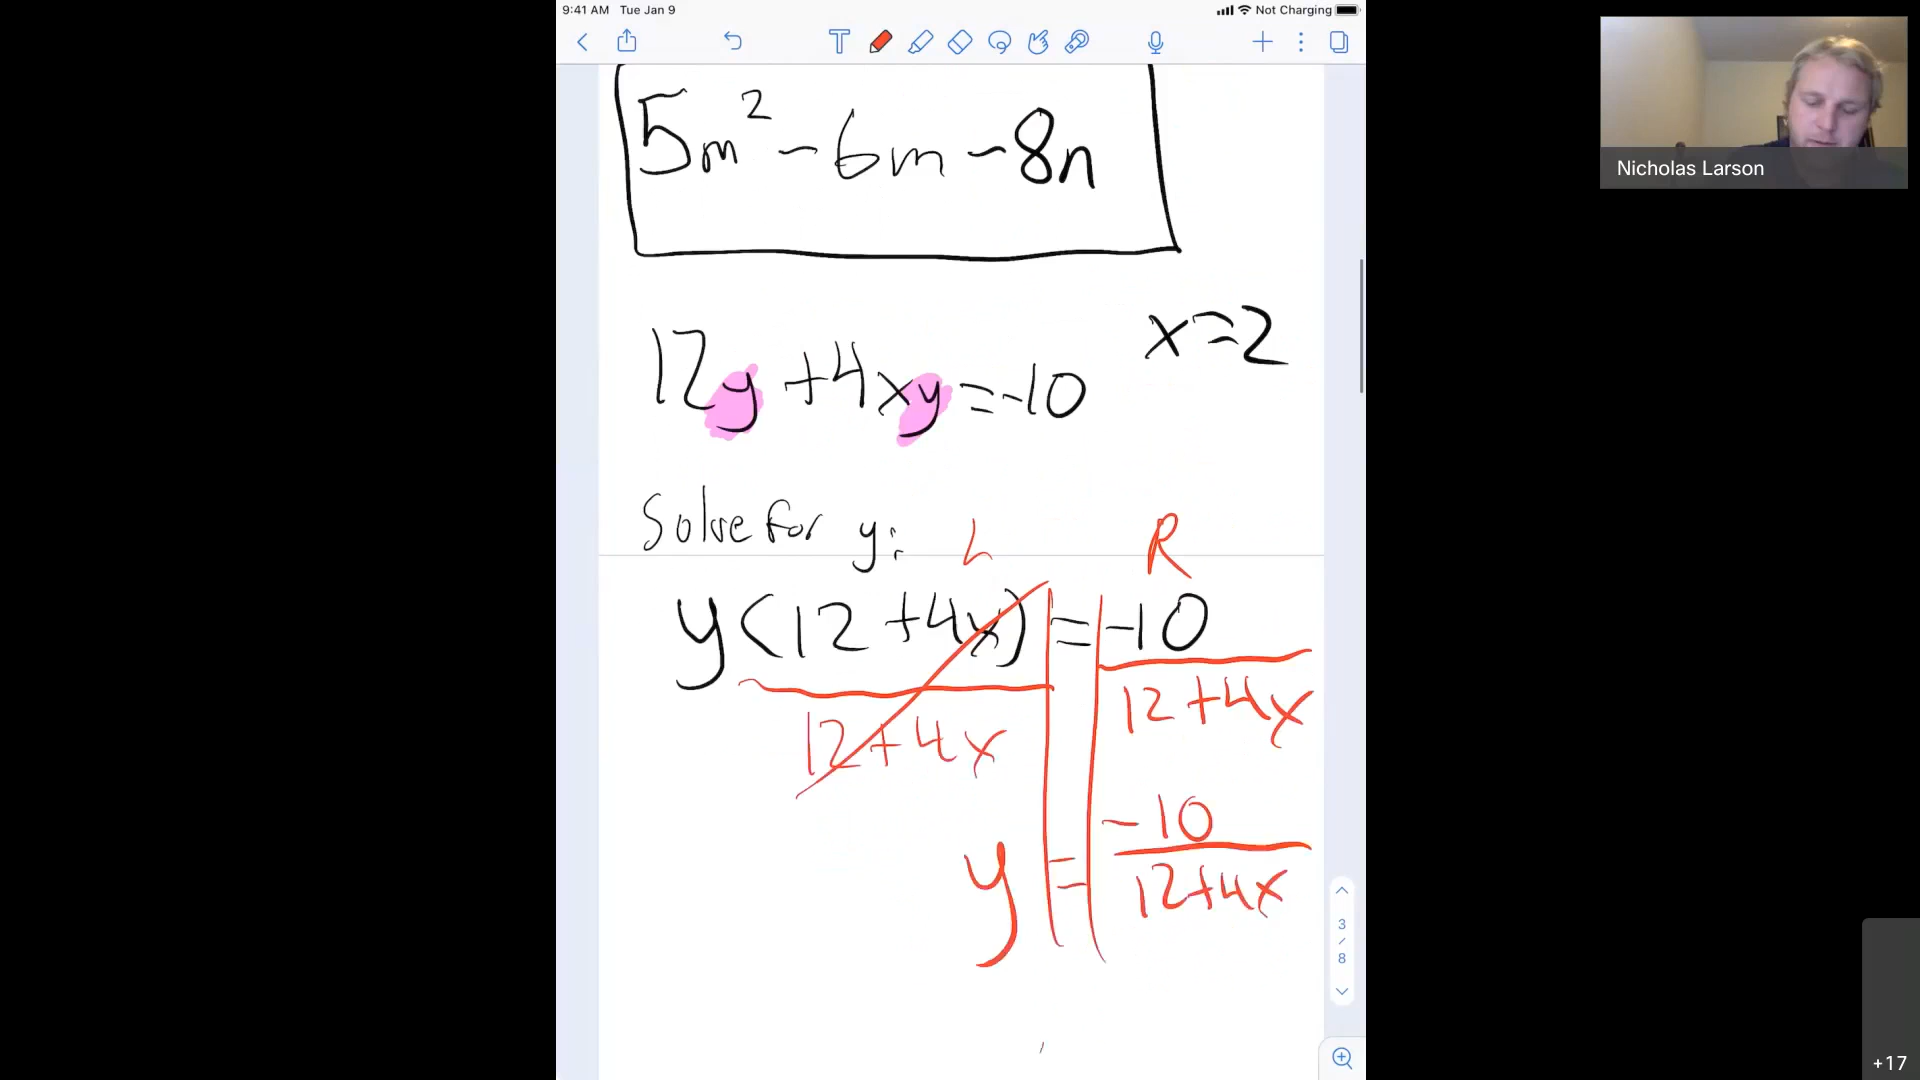 9:41 AM Tue Jan 9
Not Charging
5m² - 6m - 8n
12y + 4xy = -10
x = 2
Solve for y:
L
R
y(12 + 4x) = -10
12 + 4x
12 + 4x
-10
y =
12 + 4x
3
/
8
Nicholas Larson
+17